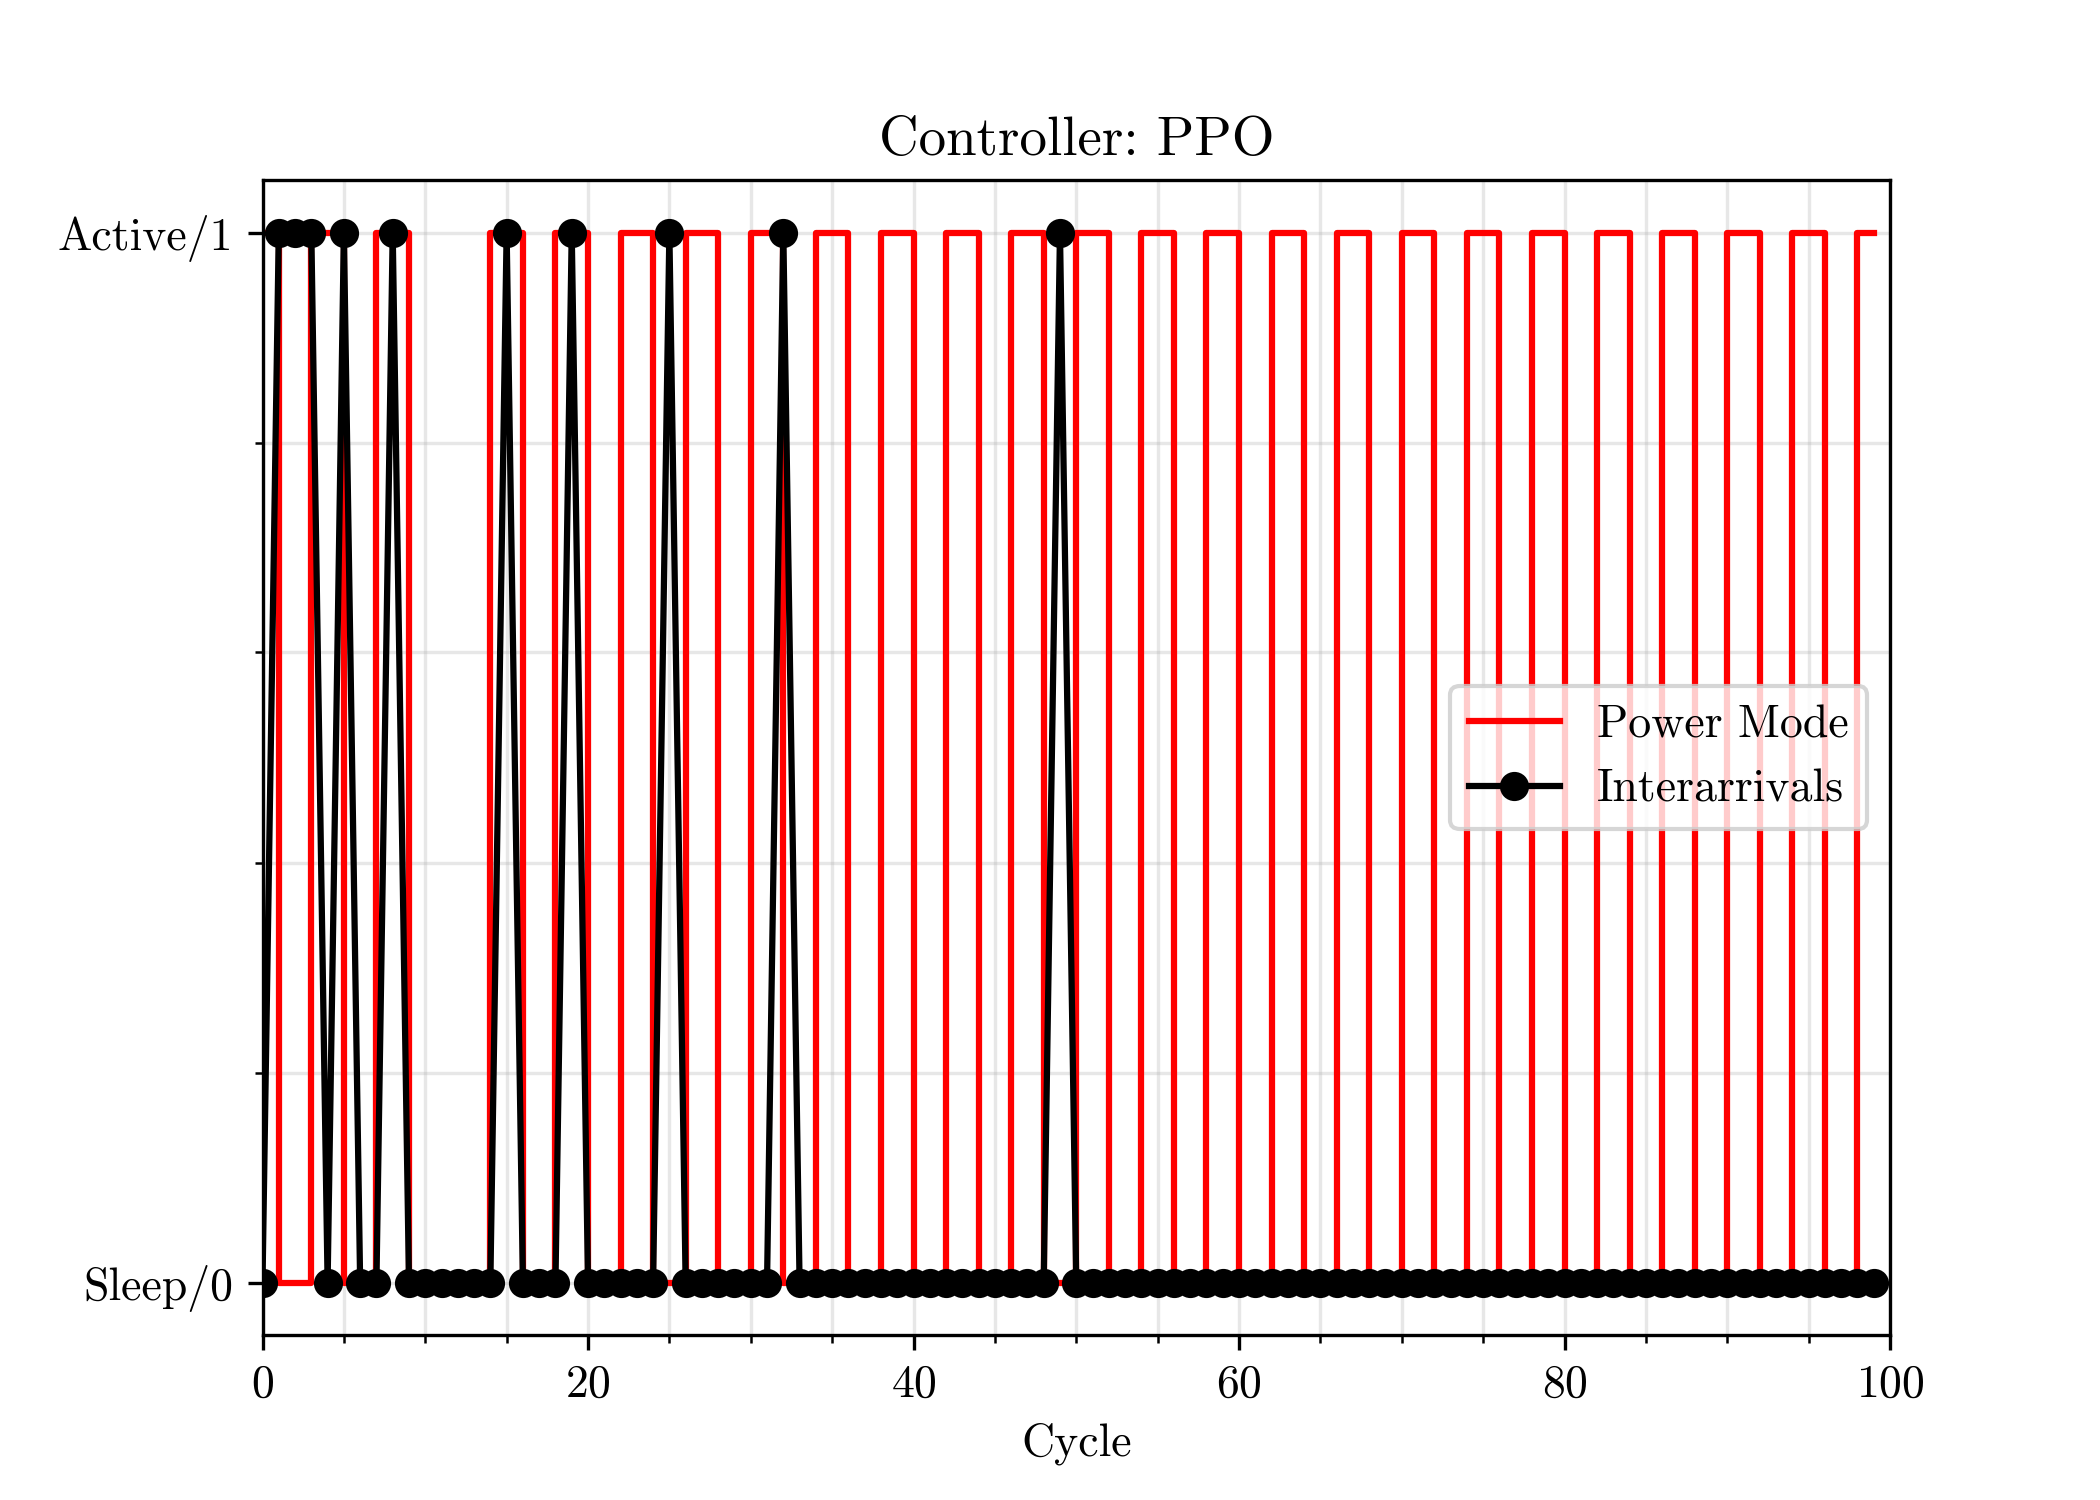 Controller: PPO
Active/1
Power Mode
Interarrivals
Sleep/0
0 20 40 60 80 100
Cycle